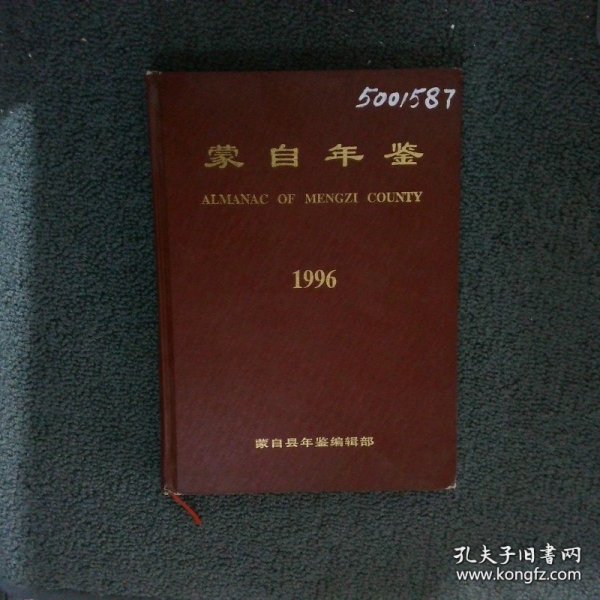 5001587
蒙自年鉴
ALMANAC OF MENGZI COUNTY
1996
蒙自县年鉴编辑部
孔夫子旧书网
www.kongfz.com